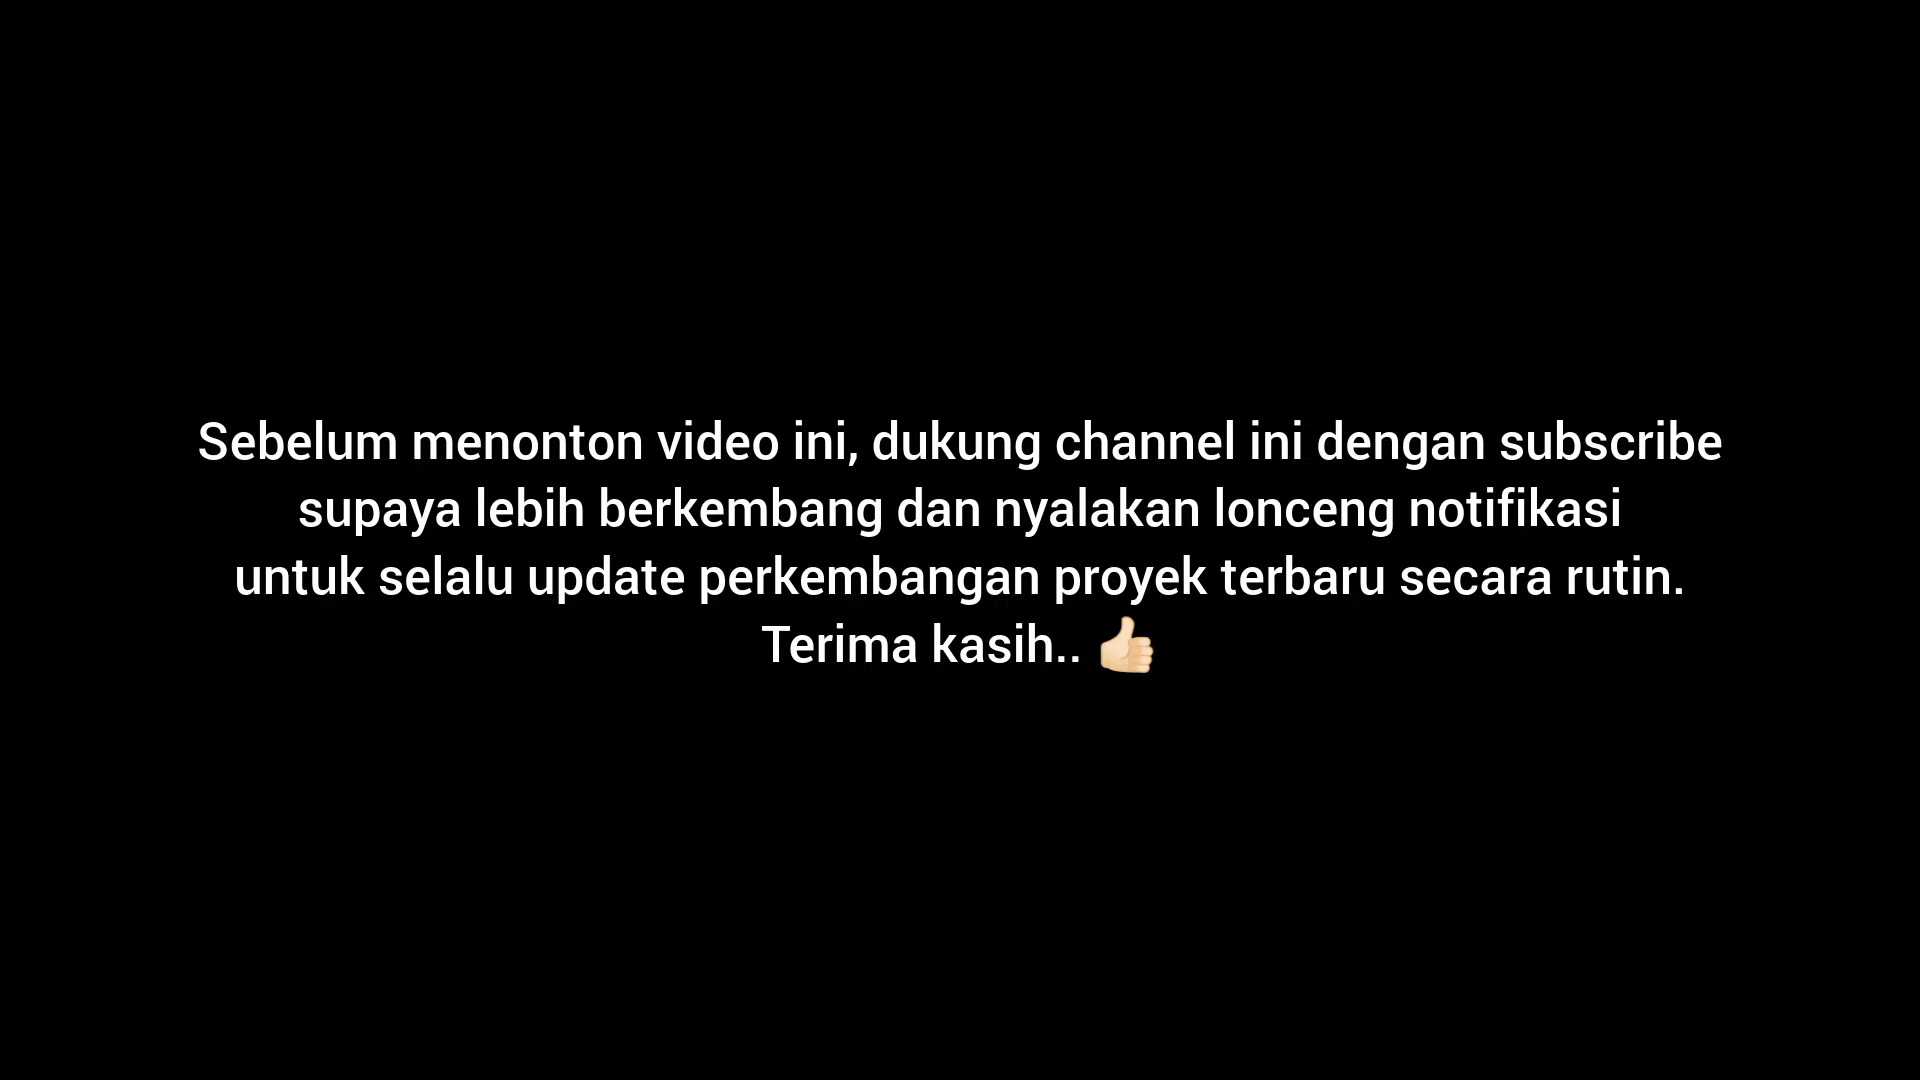 Sebelum menonton video ini, dukung channel ini dengan subscribe
supaya lebih berkembang dan nyalakan lonceng notifikasi
untuk selalu update perkembangan proyek terbaru secara rutin.
Terima kasih.. 👍🏻